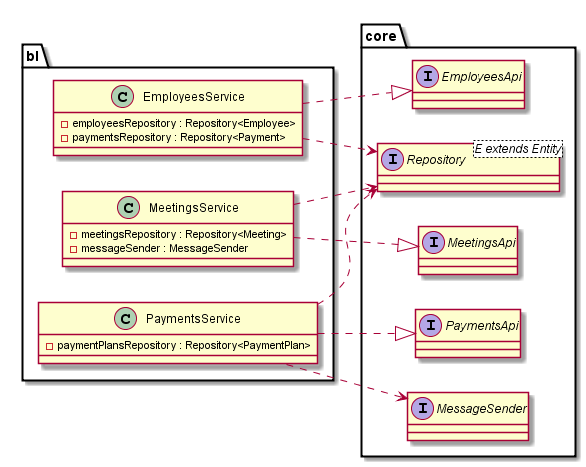 bl
C EmployeesService
employeesRepository : Repository<Employee>
paymentsRepository : Repository<Payment>
C MeetingsService
meetingsRepository : Repository<Meeting>
messageSender : MessageSender
C PaymentsService
paymentPlansRepository : Repository<PaymentPlan>
core
I EmployeesApi
E extends Entity
I Repository
I MeetingsApi
I PaymentsApi
I MessageSender